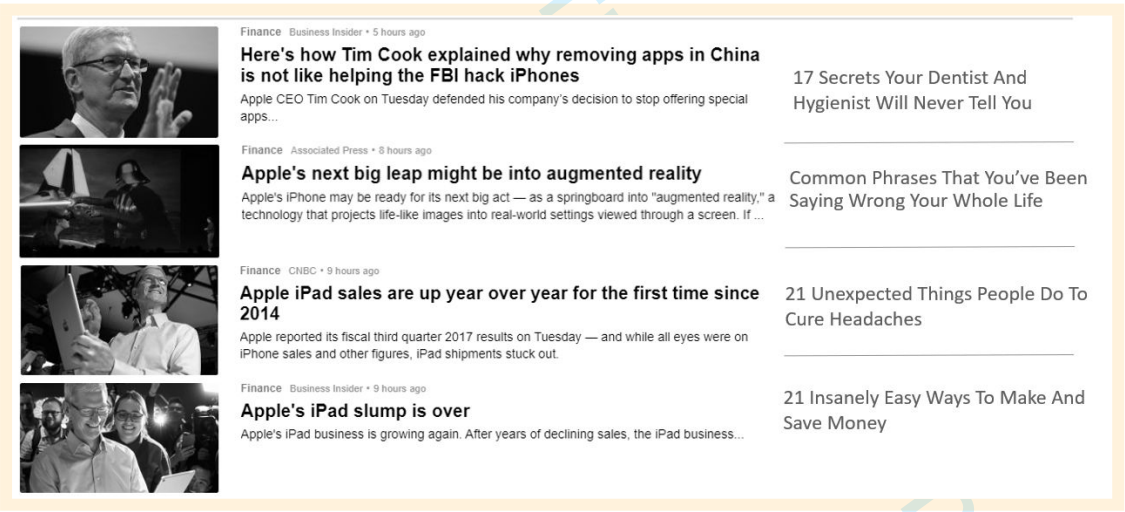 Finance Business Insider • 5 hours ago
Here's how Tim Cook explained why removing apps in China
is not like helping the FBI hack iPhones
Apple CEO Tim Cook on Tuesday defended his company's decision to stop offering special
apps...
Finance Associated Press • 8 hours ago
Apple's next big leap might be into augmented reality
Apple's iPhone may be ready for its next big act — as a springboard into "augmented reality," a
technology that projects life-like images into real-world settings viewed through a screen. If ...
Finance CNBC • 9 hours ago
Apple iPad sales are up year over year for the first time since
2014
Apple reported its fiscal third quarter 2017 results on Tuesday — and while all eyes were on
iPhone sales and other figures, iPad shipments stuck out.
Finance Business Insider • 9 hours ago
Apple's iPad slump is over
Apple's iPad business is growing again. After years of declining sales, the iPad business...
17 Secrets Your Dentist And
Hygienist Will Never Tell You
Common Phrases That You've Been
Saying Wrong Your Whole Life
21 Unexpected Things People Do To
Cure Headaches
21 Insanely Easy Ways To Make And
Save Money